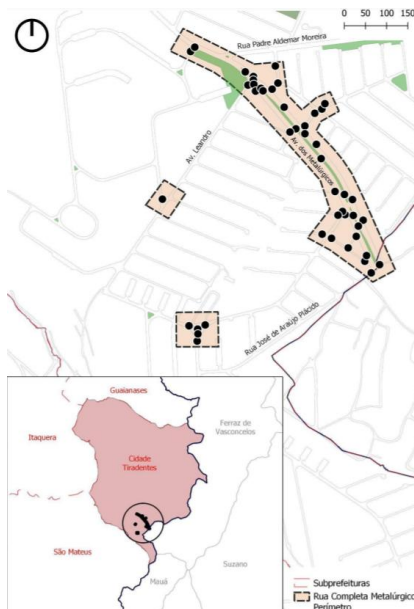 0 50 100 150
Rua Padre Aldemar Moreira
Av. Leandro
Av. dos Metalúrgicos
Rua José de Araújo Plácido
Guaianases
Itaquera
Ferraz de
Vasconcelos
Cidade
Tiradentes
São Mateus
Mauá
Suzano
Subprefeituras
Rua Completa Metalúrgico
Perímetro